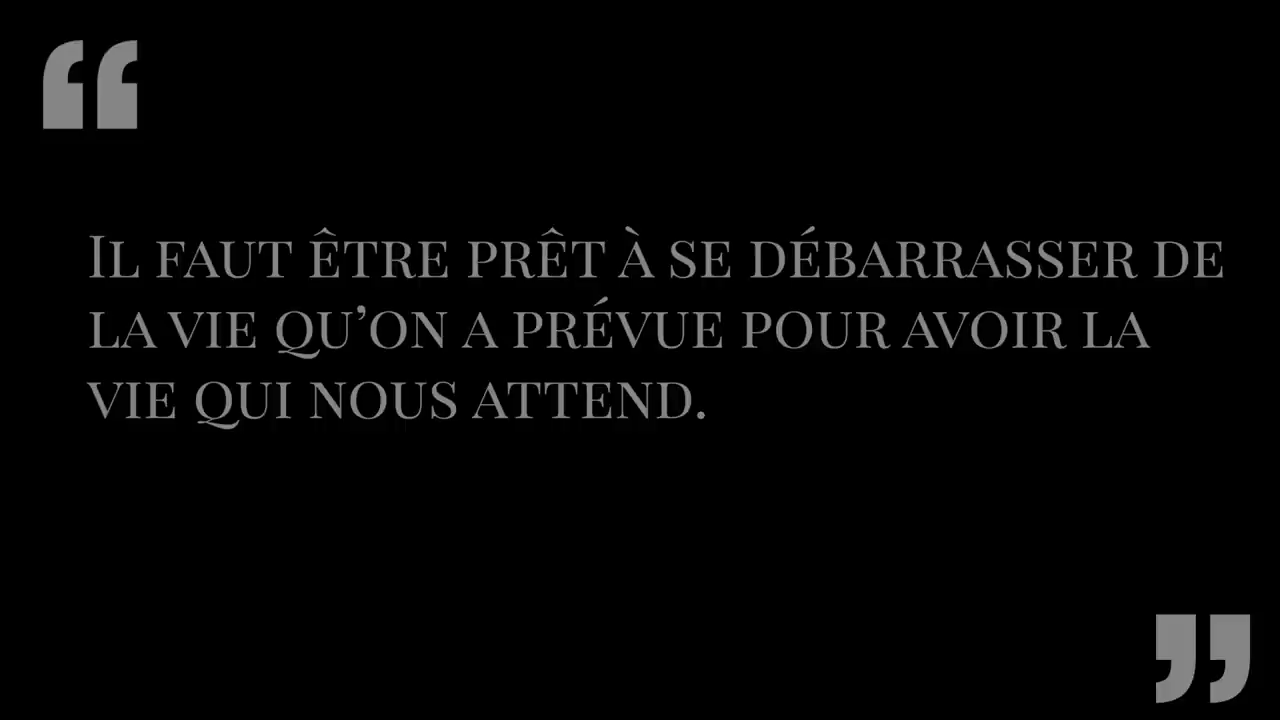 “
Il faut être prêt à se débarrasser de
la vie qu’on a prévue pour avoir la
vie qui nous attend.
”